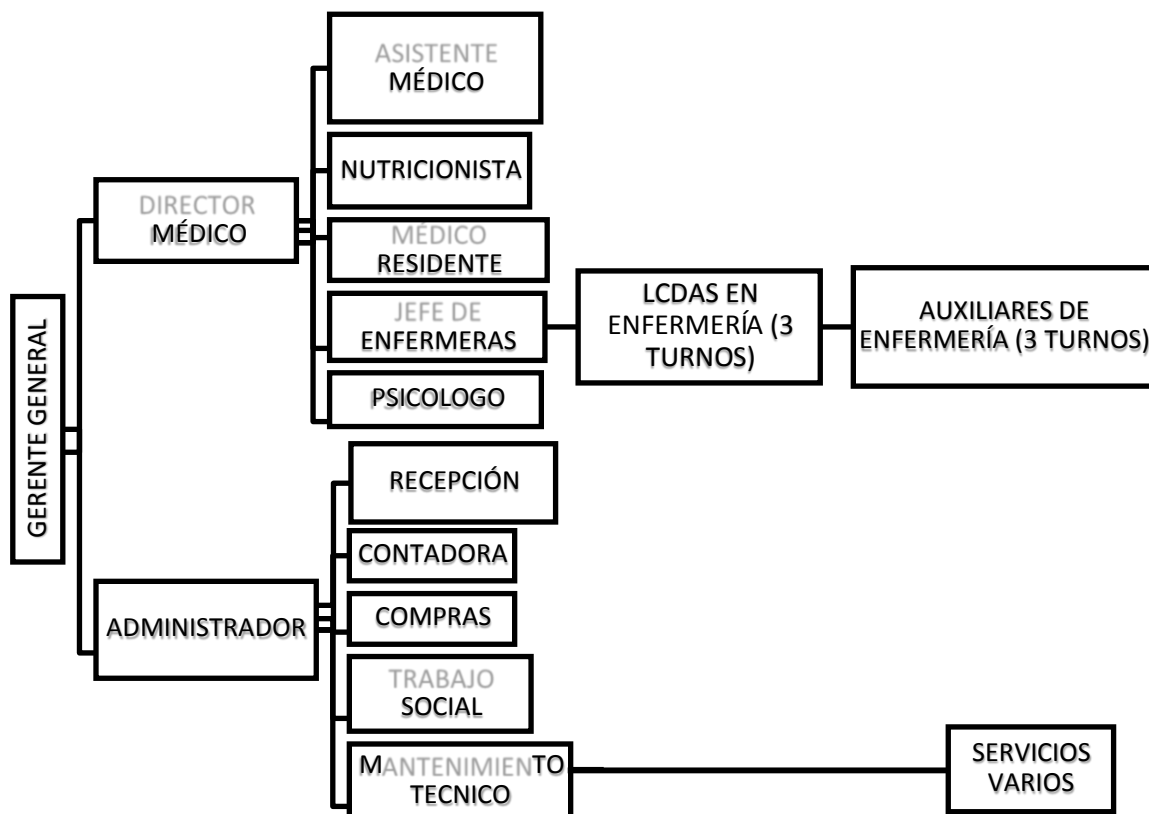 GERENTE GENERAL
DIRECTOR
MÉDICO
ASISTENTE
MÉDICO
NUTRICIONISTA
MÉDICO
RESIDENTE
JEFE DE
ENFERMERAS
LCDAS EN
ENFERMERÍA (3
TURNOS)
AUXILIARES DE
ENFERMERÍA (3 TURNOS)
PSICOLOGO
ADMINISTRADOR
RECEPCIÓN
CONTADORA
COMPRAS
TRABAJO
SOCIAL
MANTENIMIENTO
TECNICO
SERVICIOS
VARIOS